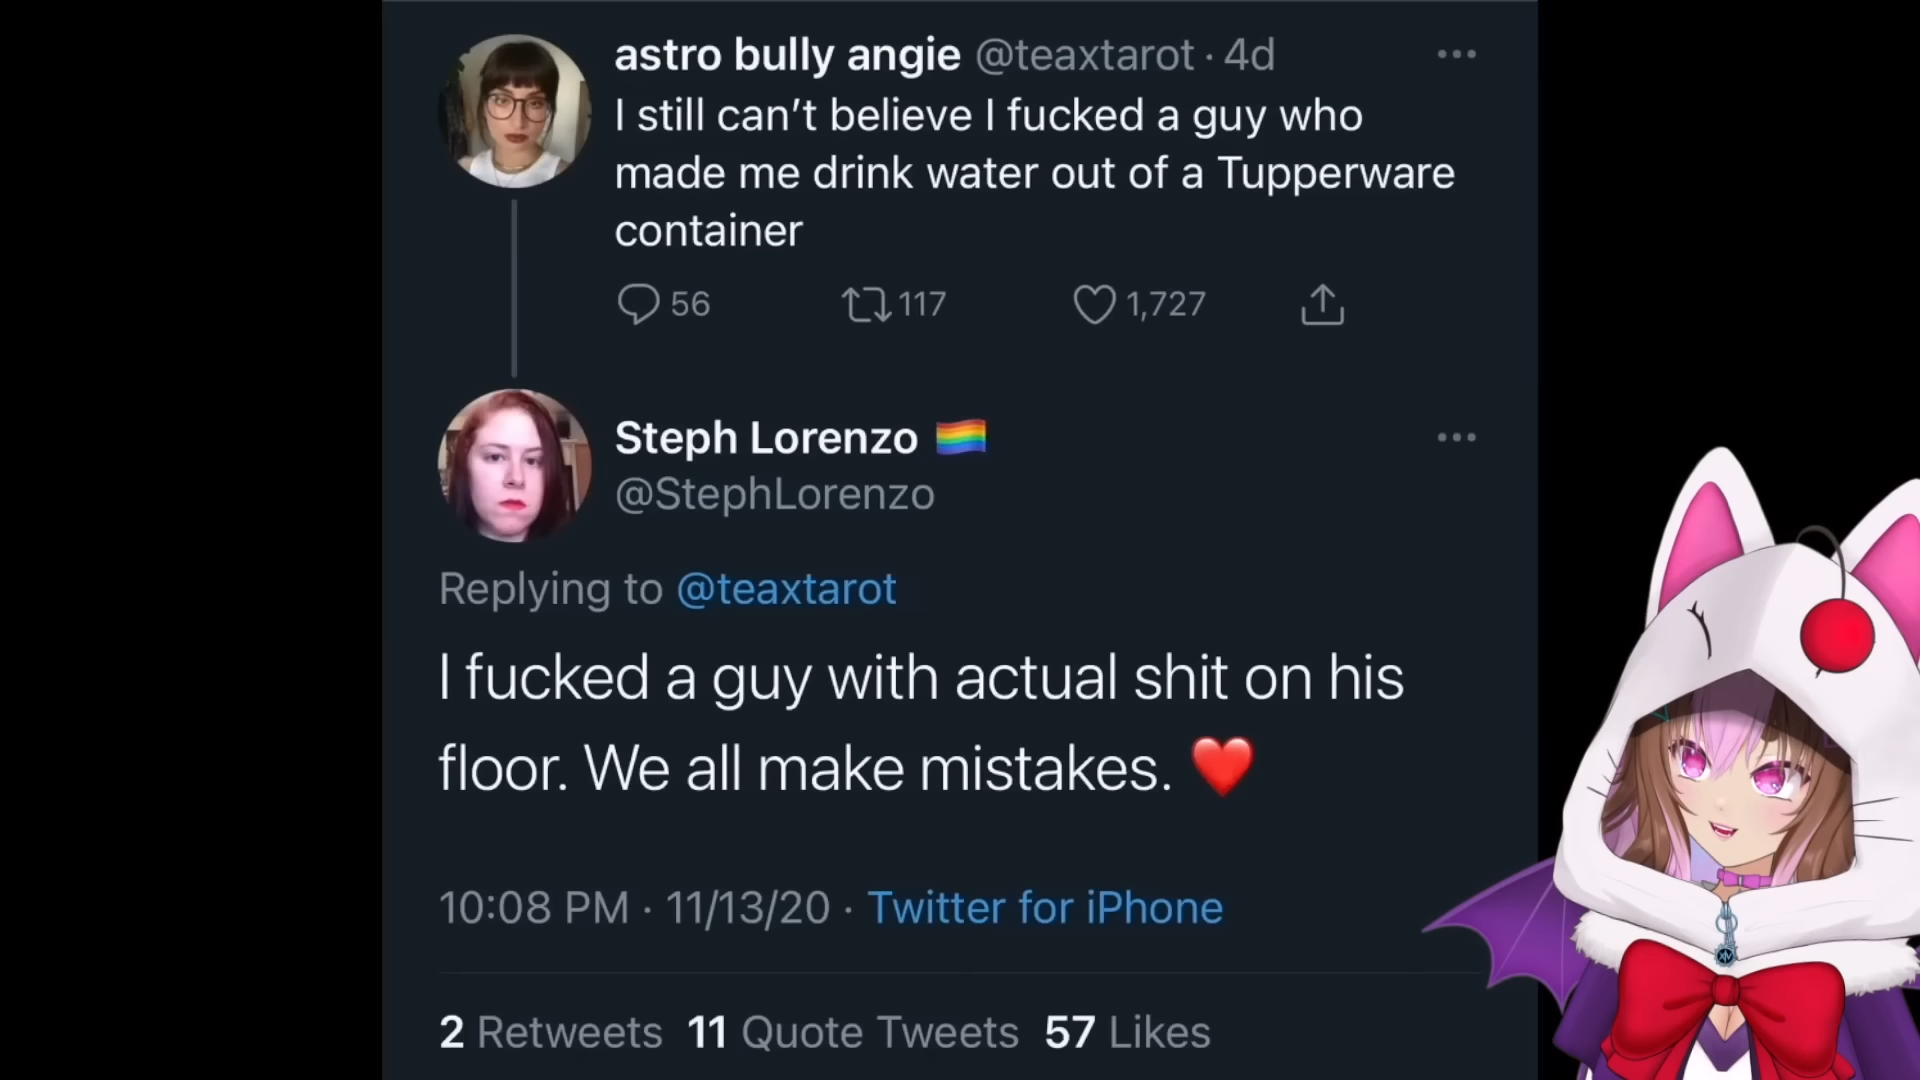 astro bully angie @teaxtarot · 4d
I still can’t believe I fucked a guy who
made me drink water out of a Tupperware
container
56 117 1,727
Steph Lorenzo 🏳️‍🌈
@StephLorenzo
Replying to @teaxtarot
I fucked a guy with actual shit on his
floor. We all make mistakes. ❤️
10:08 PM · 11/13/20 · Twitter for iPhone
2 Retweets 11 Quote Tweets 57 Likes